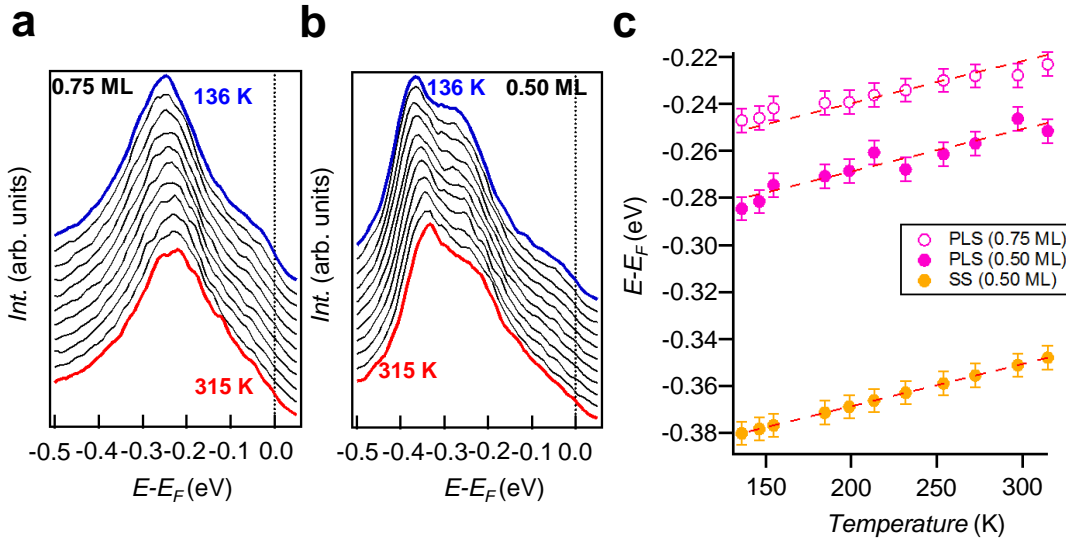 a
0.75 ML
136 K
315 K
Int. (arb. units)
-0.5 -0.4 -0.3 -0.2 -0.1 0.0
E-EF (eV)
b
136 K
0.50 ML
315 K
Int. (arb. units)
-0.5 -0.4 -0.3 -0.2 -0.1 0.0
E-EF (eV)
c
-0.22
-0.24
-0.26
-0.28
-0.30
-0.32
-0.36
-0.38
E-EF (eV)
PLS (0.75 ML)
PLS (0.50 ML)
SS (0.50 ML)
150 200 250 300
Temperature (K)